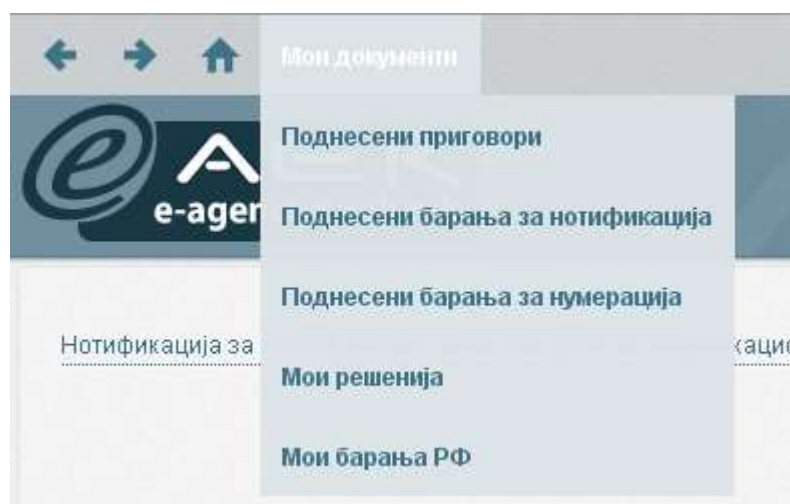 Мои документи
Поднесени приговори
e-agen
Поднесени барања за нотификација
Поднесени барања за нумерација
Нотификација за
Мои решенија
Мои барања РФ